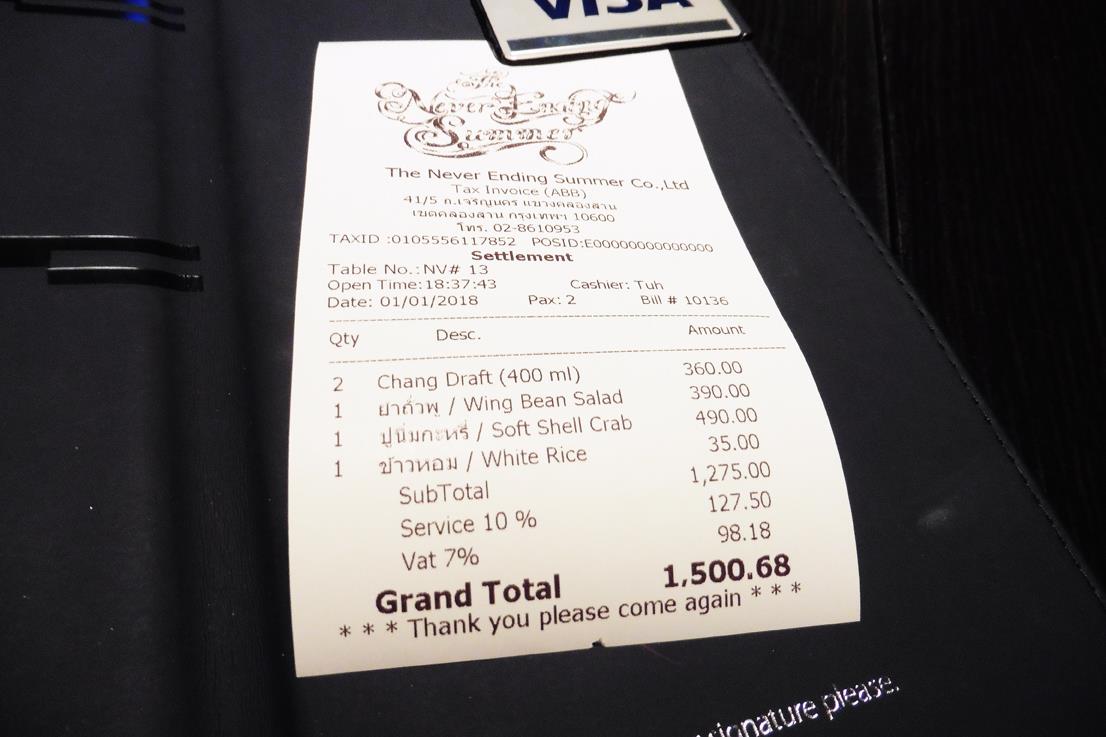 VISA
The
Never Ending
Summer
The Never Ending Summer Co.,Ltd
Tax Invoice (ABB)
41/5 ถ.เจริญนคร แขวงคลองสาน
เขตคลองสาน กรุงเทพฯ 10600
โทร. 02-8610953
TAXID :0105556117852 POSID:E00000000000000
Settlement
Table No.:NV# 13
Open Time:18:37:43 Cashier: Tuh
Date: 01/01/2018 Pax: 2 Bill # 10136
Qty Desc. Amount
2 Chang Draft (400 ml) 360.00
1 ยำถั่วพู / Wing Bean Salad 390.00
1 ปูนิ่มกะหรี่ / Soft Shell Crab 490.00
1 ข้าวหอม / White Rice 35.00
SubTotal 1,275.00
Service 10 % 127.50
Vat 7% 98.18
Grand Total 1,500.68
* * * Thank you please come again * * *
signature please.